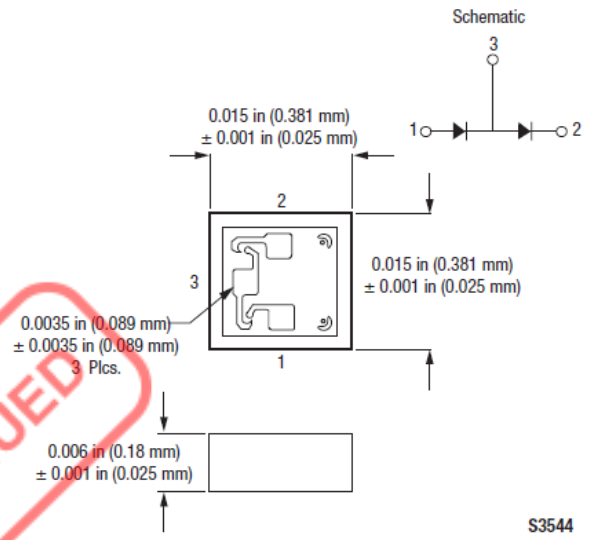 Schematic
3
1
2
0.015 in (0.381 mm)
± 0.001 in (0.025 mm)
2
3
0.015 in (0.381 mm)
± 0.001 in (0.025 mm)
0.0035 in (0.089 mm)
± 0.0035 in (0.089 mm)
3 Plcs.
1
UED
0.006 in (0.18 mm)
± 0.001 in (0.025 mm)
S3544